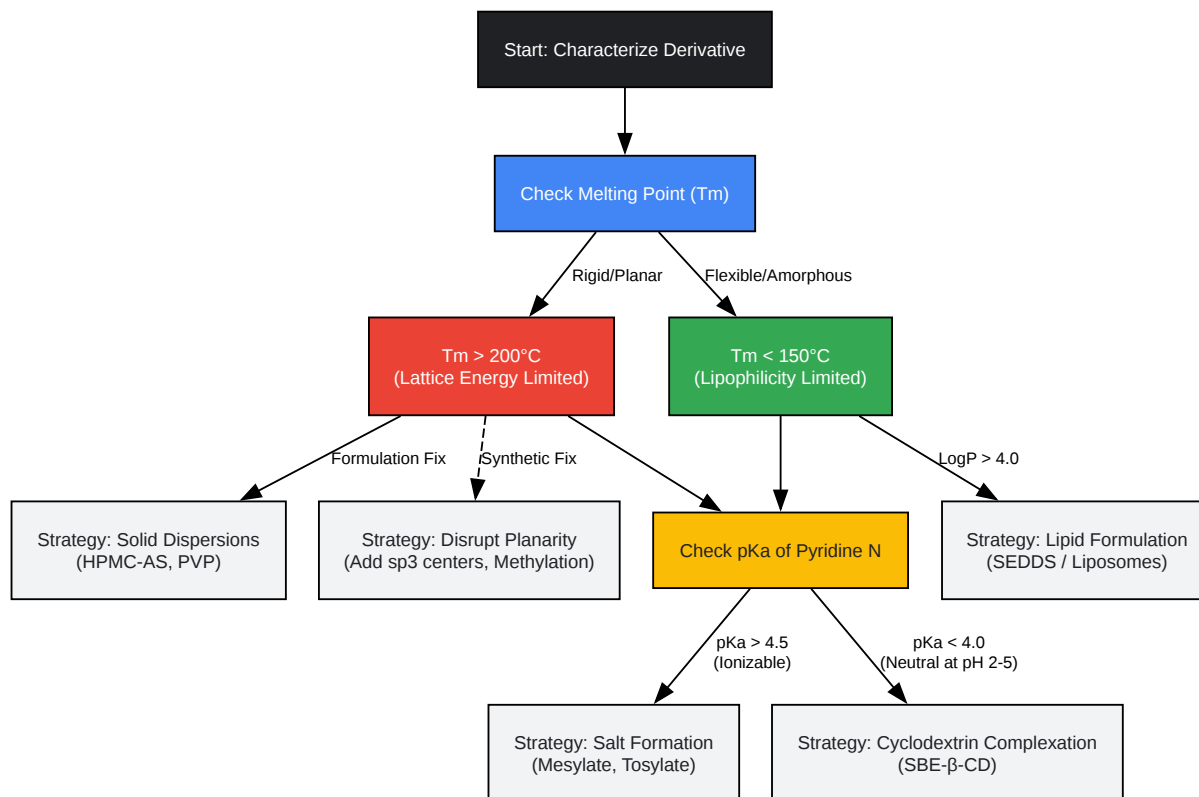 Start: Characterize Derivative
Check Melting Point (Tm)
Rigid/Planar
Flexible/Amorphous
Tm > 200°C
(Lattice Energy Limited)
Tm < 150°C
(Lipophilicity Limited)
Formulation Fix
Synthetic Fix
LogP > 4.0
Strategy: Solid Dispersions
(HPMC-AS, PVP)
Strategy: Disrupt Planarity
(Add sp3 centers, Methylation)
Check pKa of Pyridine N
Strategy: Lipid Formulation
(SEDDS / Liposomes)
pKa > 4.5
(Ionizable)
pKa < 4.0
(Neutral at pH 2-5)
Strategy: Salt Formation
(Mesylate, Tosylate)
Strategy: Cyclodextrin Complexation
(SBE-β-CD)